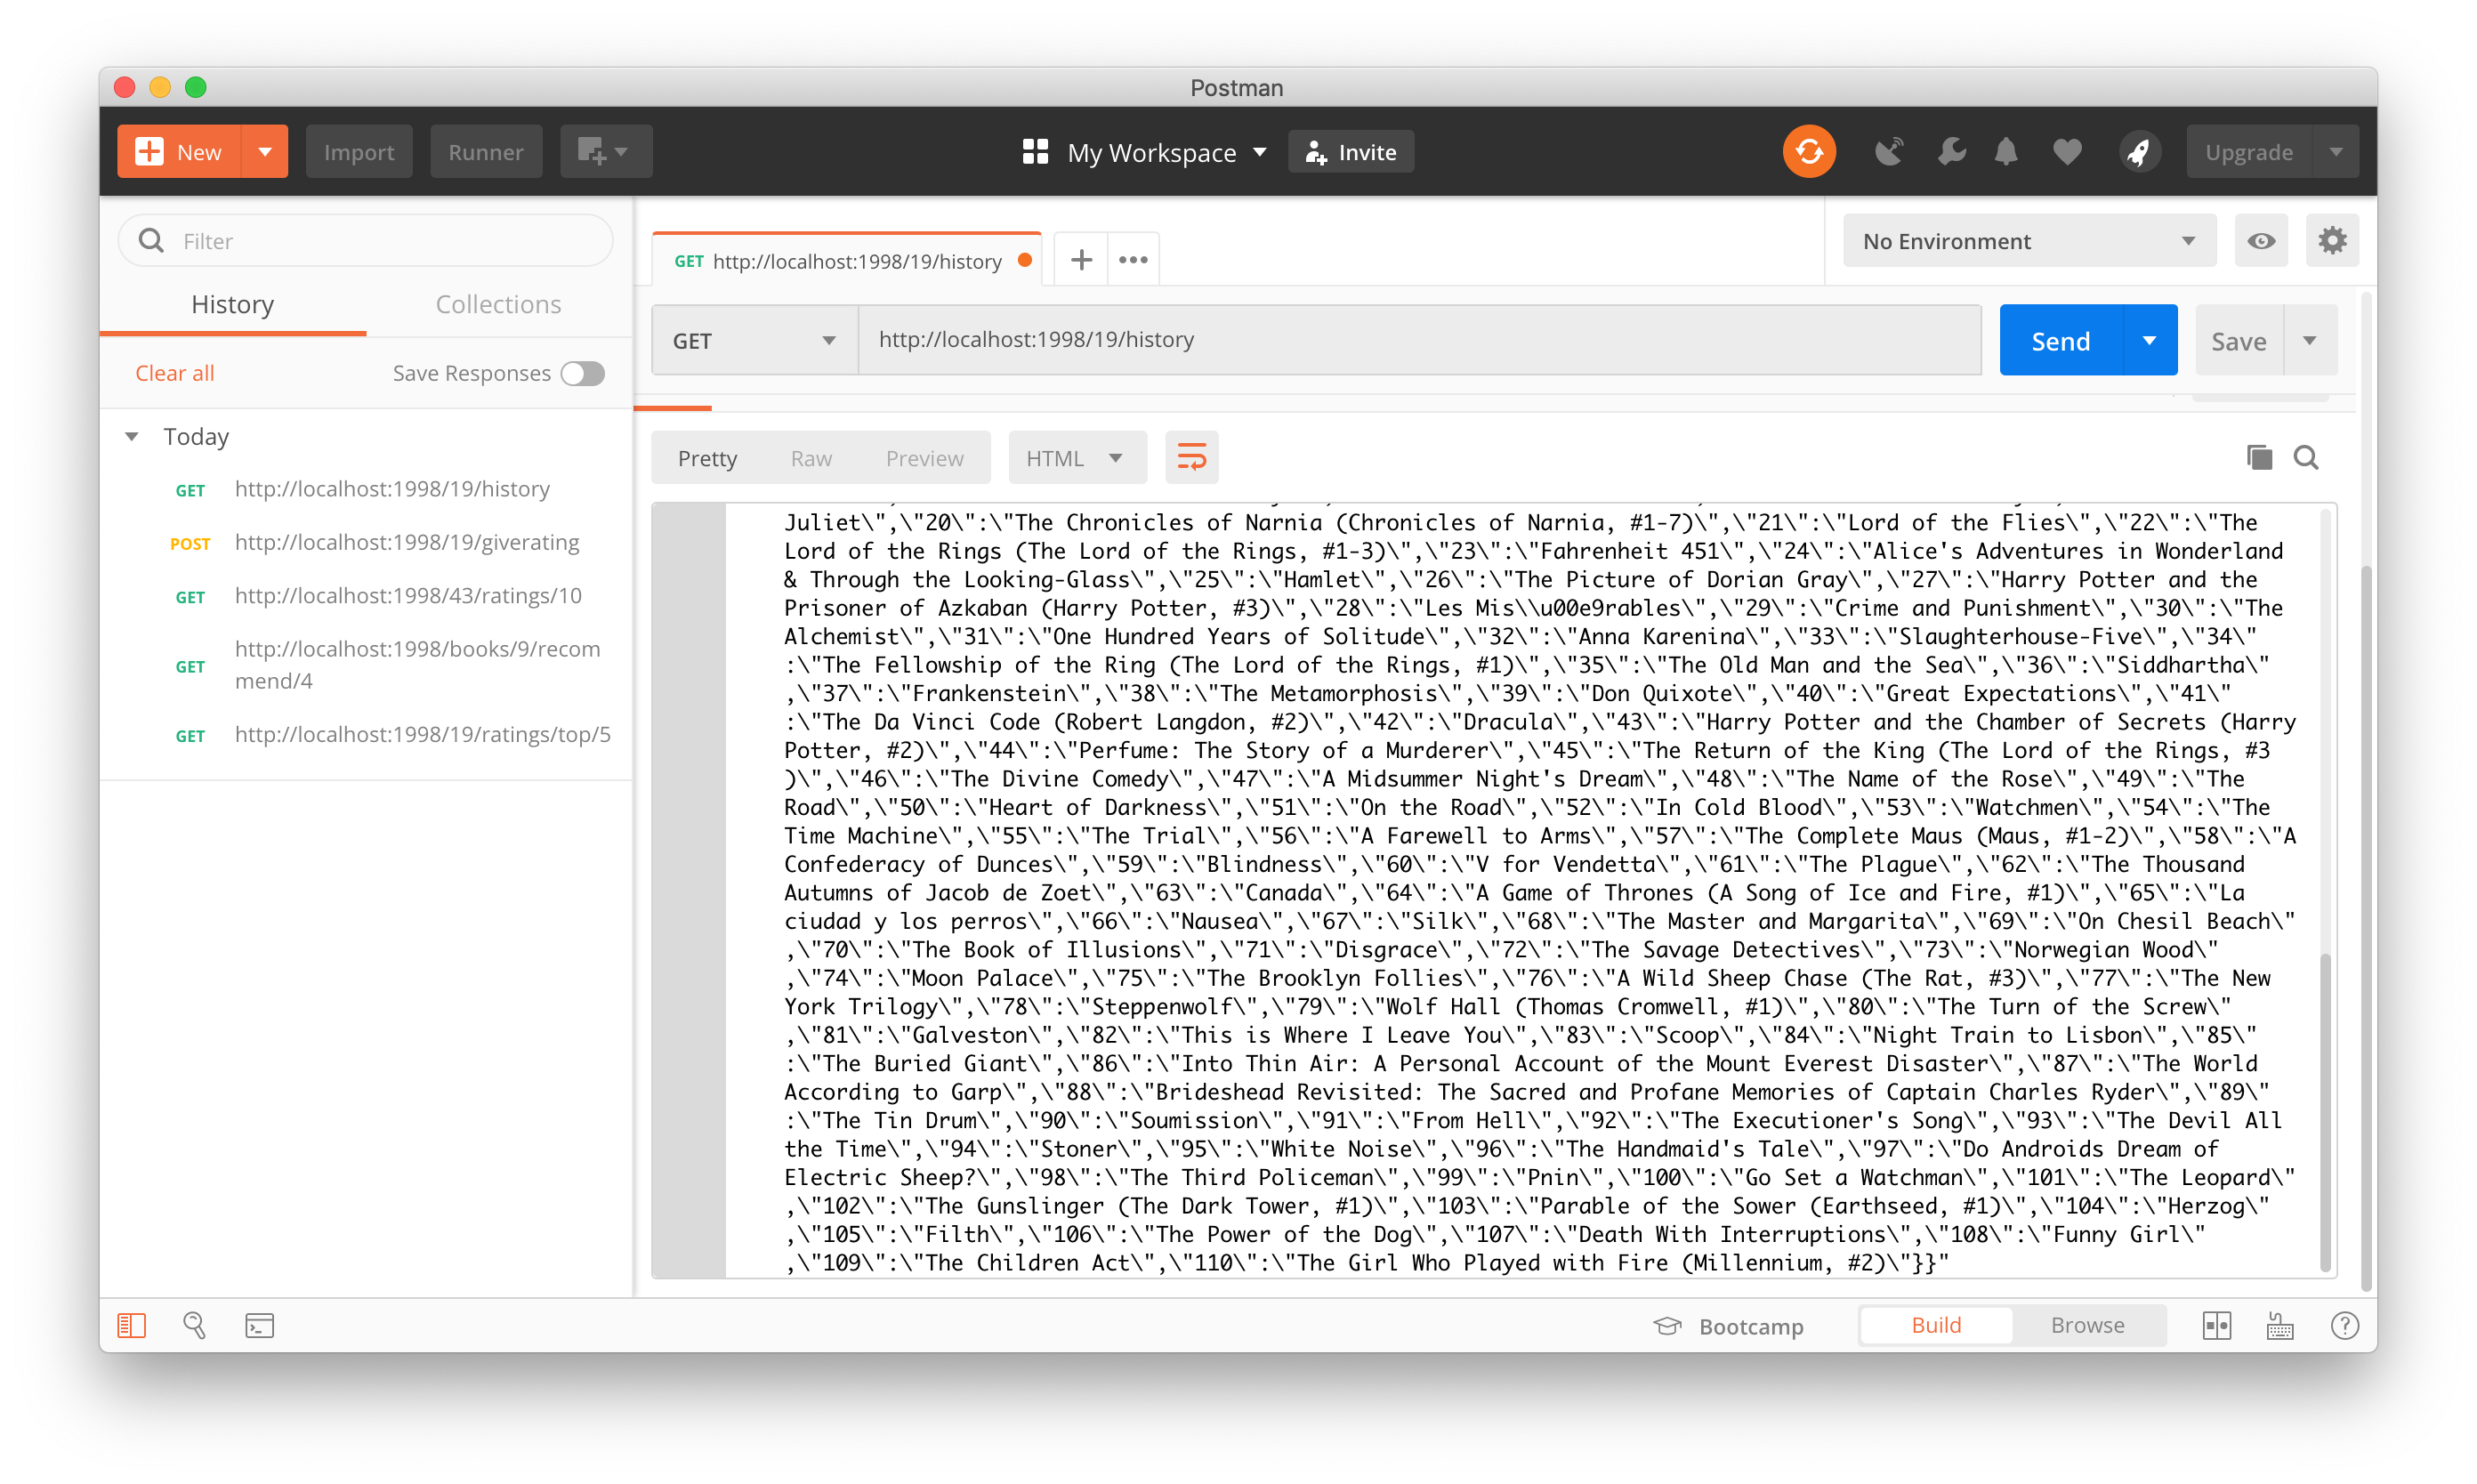 Postman
New
Import
Runner
My Workspace
Invite
Upgrade
Filter
History
Collections
Clear all
Save Responses
Today
GET http://localhost:1998/19/history
POST http://localhost:1998/19/giverating
GET http://localhost:1998/43/ratings/10
GET http://localhost:1998/books/9/recom
mend/4
GET http://localhost:1998/19/ratings/top/5
GET http://localhost:1998/19/history
No Environment
GET
http://localhost:1998/19/history
Send
Save
Pretty
Raw
Preview
HTML
Juliet\",\"20\":\"The Chronicles of Narnia (Chronicles of Narnia, #1-7)\",\"21\":\"Lord of the Flies\",\"22\":\"The
Lord of the Rings (The Lord of the Rings, #1-3)\",\"23\":\"Fahrenheit 451\",\"24\":\"Alice's Adventures in Wonderland
& Through the Looking-Glass\",\"25\":\"Hamlet\",\"26\":\"The Picture of Dorian Gray\",\"27\":\"Harry Potter and the
Prisoner of Azkaban (Harry Potter, #3)\",\"28\":\"Les Mis\\u00e9rables\",\"29\":\"Crime and Punishment\",\"30\":\"The
Alchemist\",\"31\":\"One Hundred Years of Solitude\",\"32\":\"Anna Karenina\",\"33\":\"Slaughterhouse-Five\",\"34\"
:\"The Fellowship of the Ring (The Lord of the Rings, #1)\",\"35\":\"The Old Man and the Sea\",\"36\":\"Siddhartha\"
,\"37\":\"Frankenstein\",\"38\":\"The Metamorphosis\",\"39\":\"Don Quixote\",\"40\":\"Great Expectations\",\"41\"
:\"The Da Vinci Code (Robert Langdon, #2)\",\"42\":\"Dracula\",\"43\":\"Harry Potter and the Chamber of Secrets (Harry
Potter, #2)\",\"44\":\"Perfume: The Story of a Murderer\",\"45\":\"The Return of the King (The Lord of the Rings, #3
)\",\"46\":\"The Divine Comedy\",\"47\":\"A Midsummer Night's Dream\",\"48\":\"The Name of the Rose\",\"49\":\"The
Road\",\"50\":\"Heart of Darkness\",\"51\":\"On the Road\",\"52\":\"In Cold Blood\",\"53\":\"Watchmen\",\"54\":\"The
Time Machine\",\"55\":\"The Trial\",\"56\":\"A Farewell to Arms\",\"57\":\"The Complete Maus (Maus, #1-2)\",\"58\":\"A
Confederacy of Dunces\",\"59\":\"Blindness\",\"60\":\"V for Vendetta\",\"61\":\"The Plague\",\"62\":\"The Thousand
Autumns of Jacob de Zoet\",\"63\":\"Canada\",\"64\":\"A Game of Thrones (A Song of Ice and Fire, #1)\",\"65\":\"La
ciudad y los perros\",\"66\":\"Nausea\",\"67\":\"Silk\",\"68\":\"The Master and Margarita\",\"69\":\"On Chesil Beach\"
,\"70\":\"The Book of Illusions\",\"71\":\"Disgrace\",\"72\":\"The Savage Detectives\",\"73\":\"Norwegian Wood\"
,\"74\":\"Moon Palace\",\"75\":\"The Brooklyn Follies\",\"76\":\"A Wild Sheep Chase (The Rat, #3)\",\"77\":\"The New
York Trilogy\",\"78\":\"Steppenwolf\",\"79\":\"Wolf Hall (Thomas Cromwell, #1)\",\"80\":\"The Turn of the Screw\"
,\"81\":\"Galveston\",\"82\":\"This is Where I Leave You\",\"83\":\"Scoop\",\"84\":\"Night Train to Lisbon\",\"85\"
:\"The Buried Giant\",\"86\":\"Into Thin Air: A Personal Account of the Mount Everest Disaster\",\"87\":\"The World
According to Garp\",\"88\":\"Brideshead Revisited: The Sacred and Profane Memories of Captain Charles Ryder\",\"89\"
:\"The Tin Drum\",\"90\":\"Soumission\",\"91\":\"From Hell\",\"92\":\"The Executioner's Song\",\"93\":\"The Devil All
the Time\",\"94\":\"Stoner\",\"95\":\"White Noise\",\"96\":\"The Handmaid's Tale\",\"97\":\"Do Androids Dream of
Electric Sheep?\",\"98\":\"The Third Policeman\",\"99\":\"Pnin\",\"100\":\"Go Set a Watchman\",\"101\":\"The Leopard\"
,\"102\":\"The Gunslinger (The Dark Tower, #1)\",\"103\":\"Parable of the Sower (Earthseed, #1)\",\"104\":\"Herzog\"
,\"105\":\"Filth\",\"106\":\"The Power of the Dog\",\"107\":\"Death With Interruptions\",\"108\":\"Funny Girl\"
,\"109\":\"The Children Act\",\"110\":\"The Girl Who Played with Fire (Millennium, #2)\"}}"
Bootcamp
Build
Browse